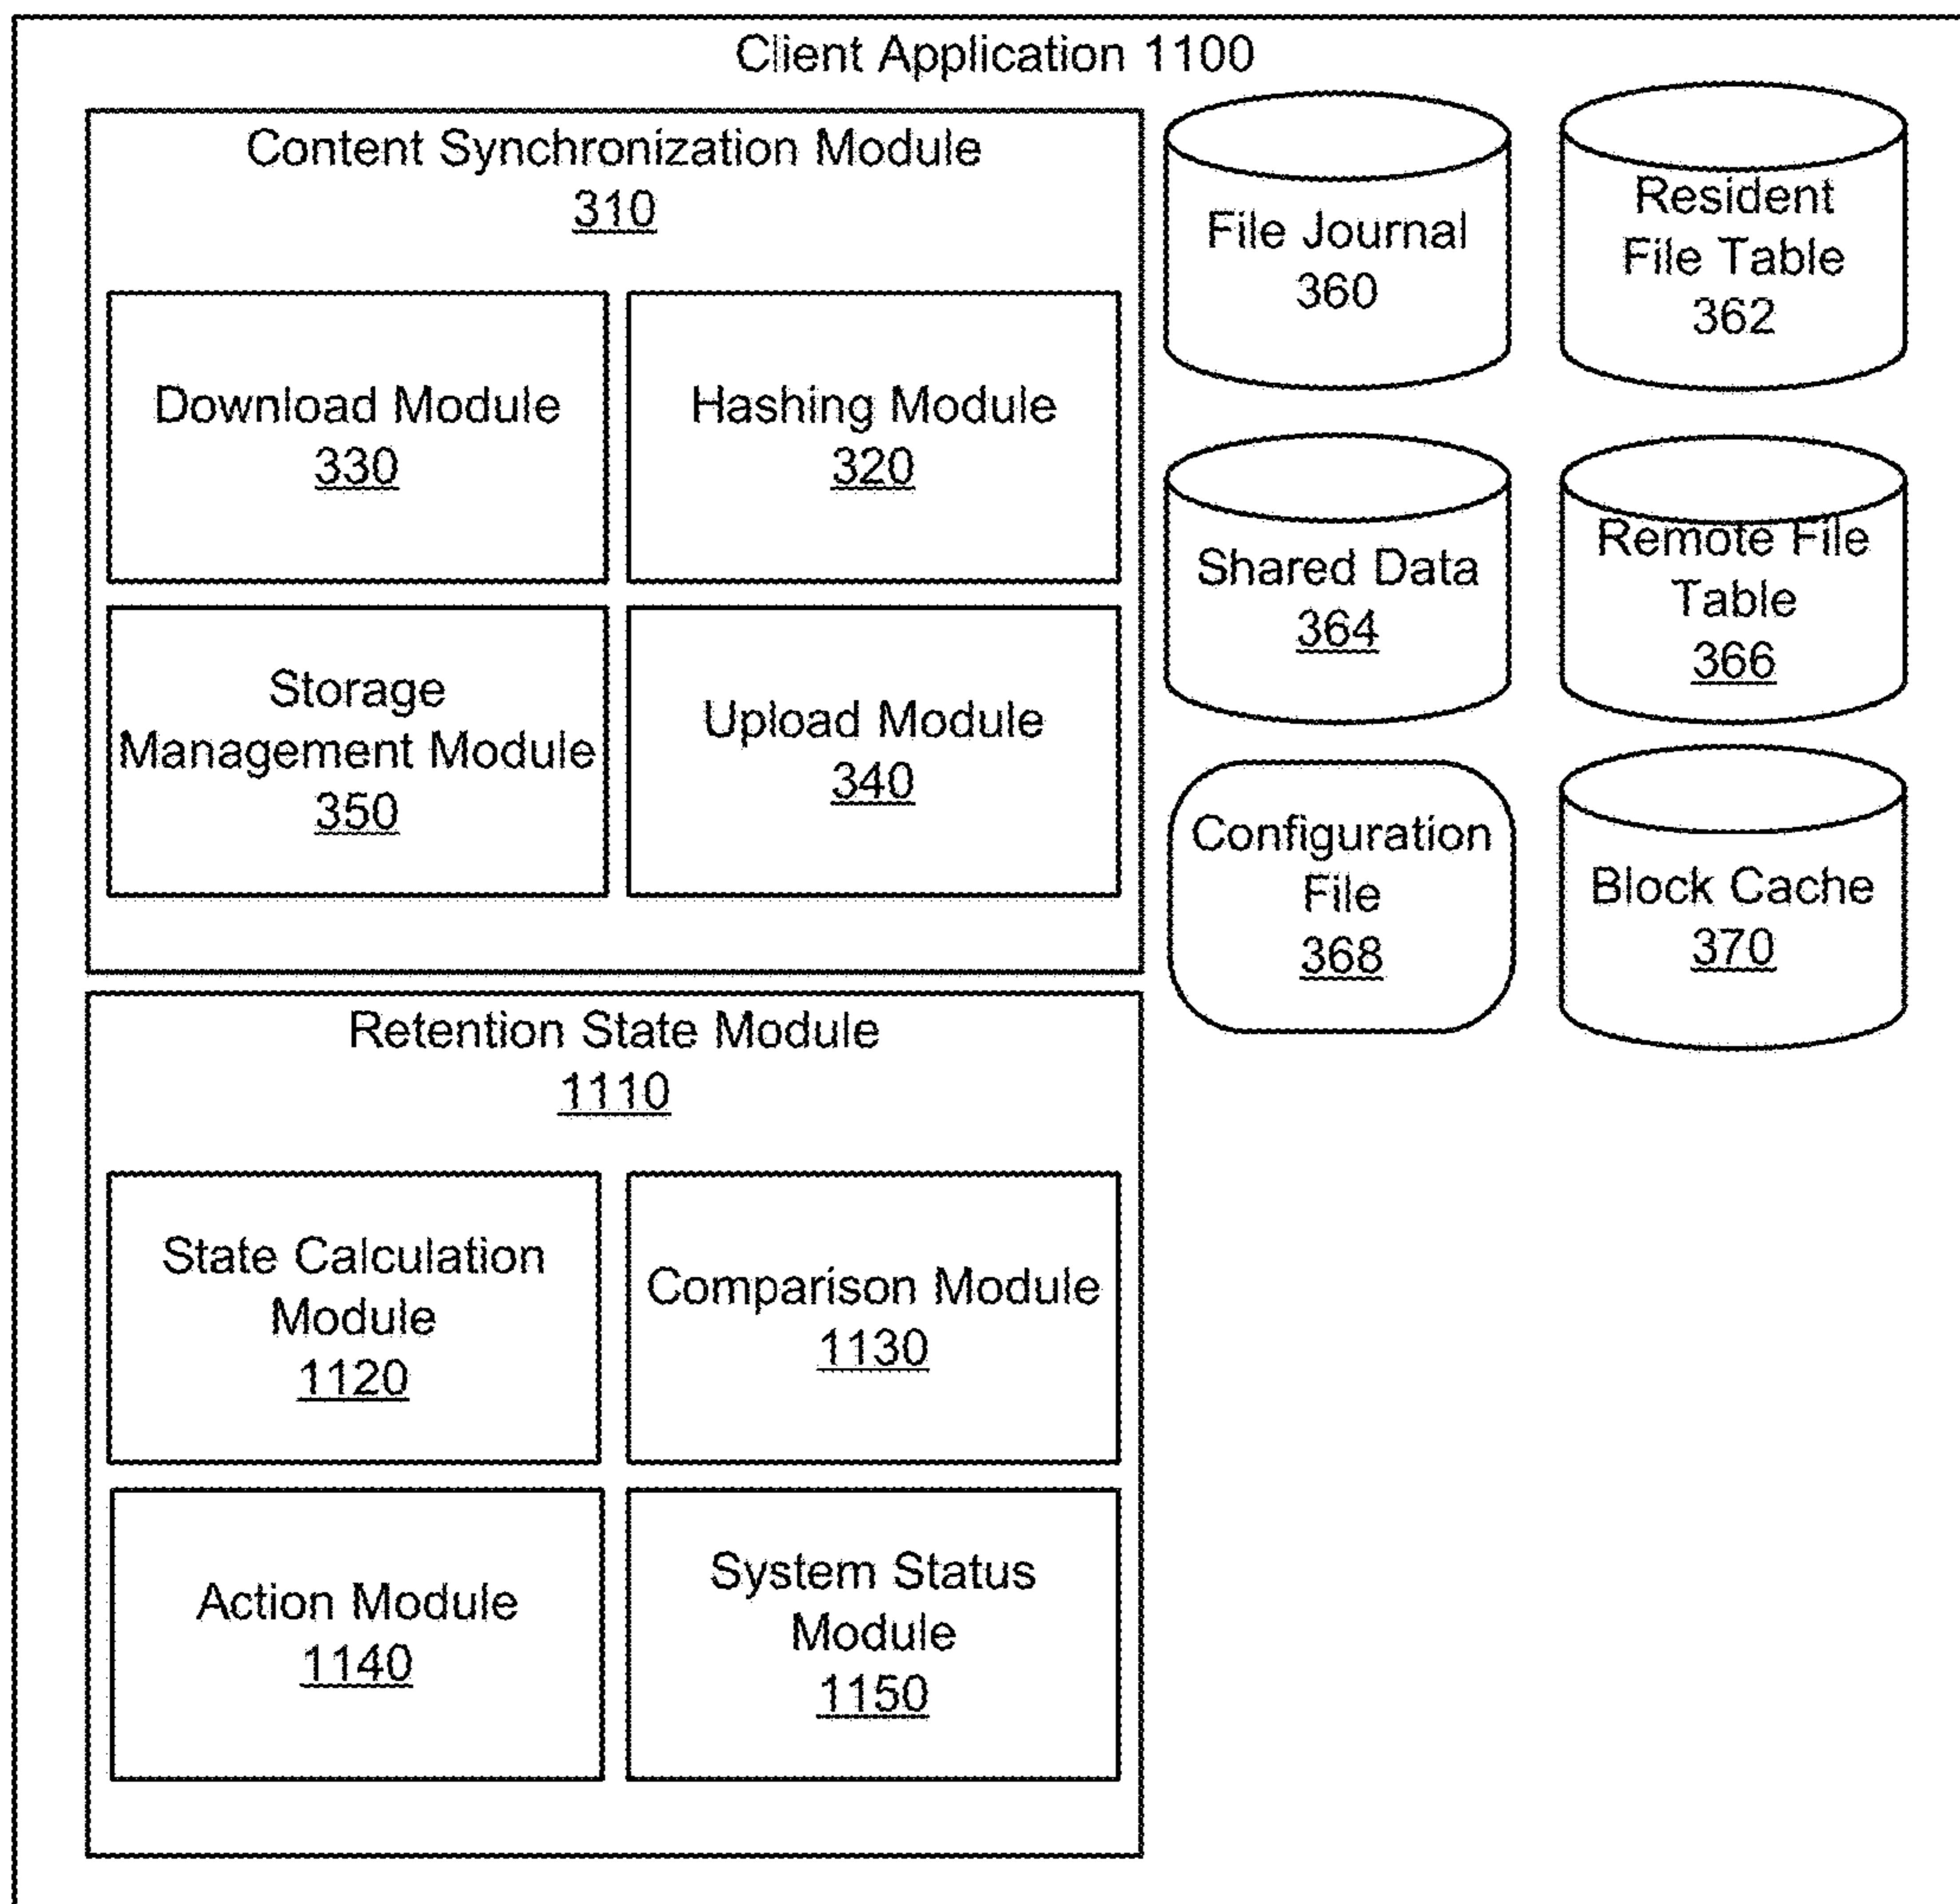 Client Application 1100
Content Synchronization Module
310
Download Module
330
Hashing Module
320
Storage
Management Module
350
Upload Module
340
File Journal
360
Resident
File Table
362
Shared Data
364
Remote File
Table
366
Configuration
File
368
Block Cache
370
Retention State Module
1110
State Calculation
Module
1120
Comparison Module
1130
Action Module
1140
System Status
Module
1150